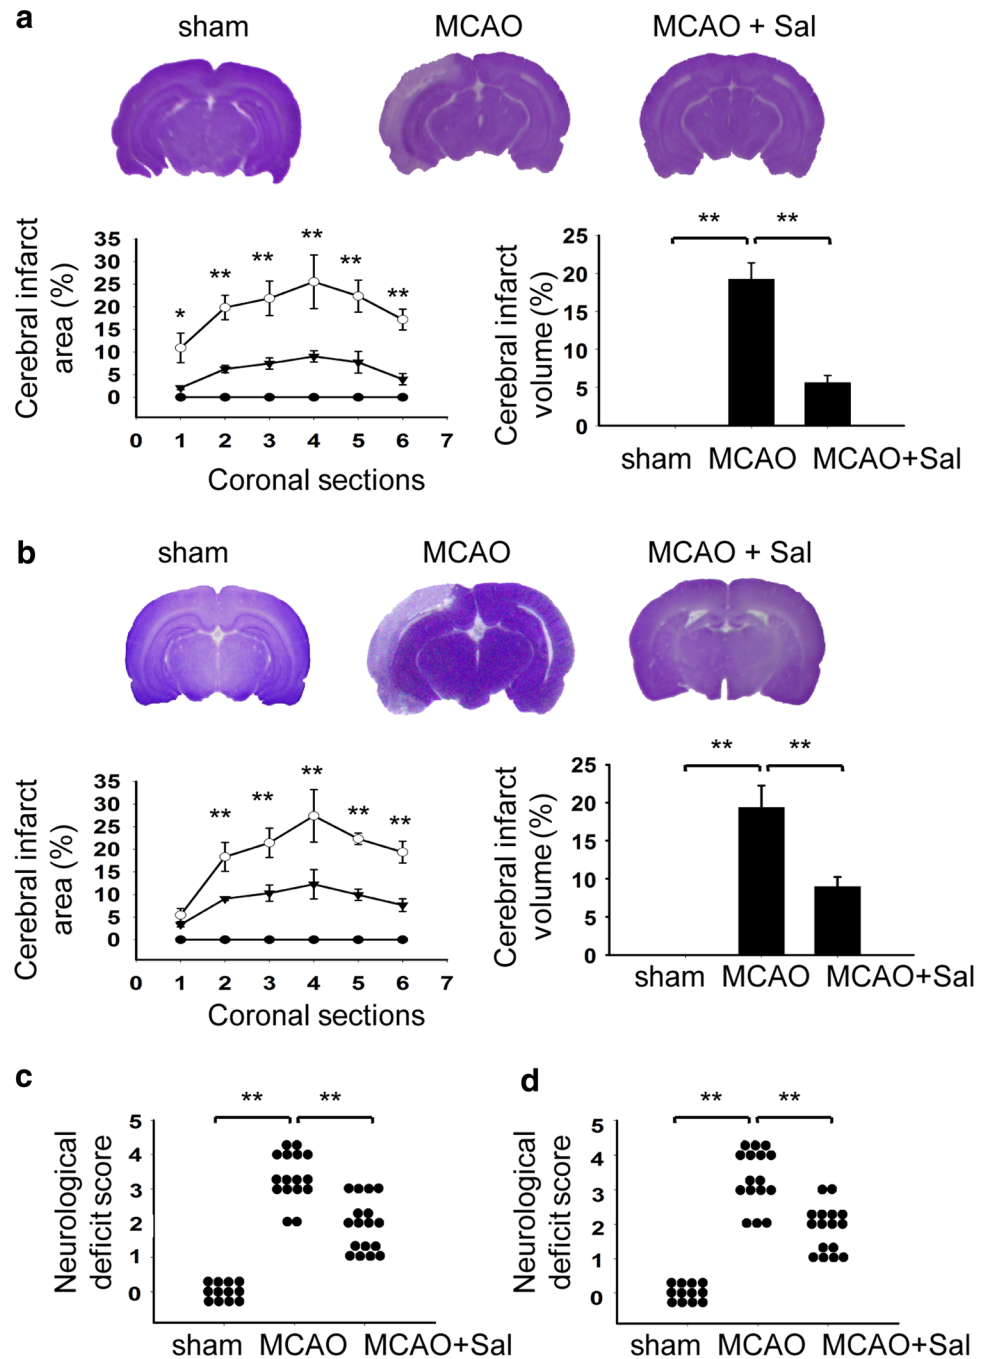 a
sham MCAO MCAO + Sal
Cerebral infarct
area (%)
35
30
25
20
15
10
5
0
* ** ** ** ** **
0 1 2 3 4 5 6 7
Coronal sections
Cerebral infarct
volume (%)
25
20
15
10
5
0
** **
sham MCAO MCAO+Sal
b
sham MCAO MCAO + Sal
Cerebral infarct
area (%)
35
30
25
20
15
10
5
0
** ** ** ** **
0 1 2 3 4 5 6 7
Coronal sections
Cerebral infarct
volume (%)
25
20
15
10
5
0
** **
sham MCAO MCAO+Sal
c
Neurological
deficit score
5
4
3
2
1
0
** **
sham MCAO MCAO+Sal
d
Neurological
deficit score
5
4
3
2
1
0
** **
sham MCAO MCAO+Sal